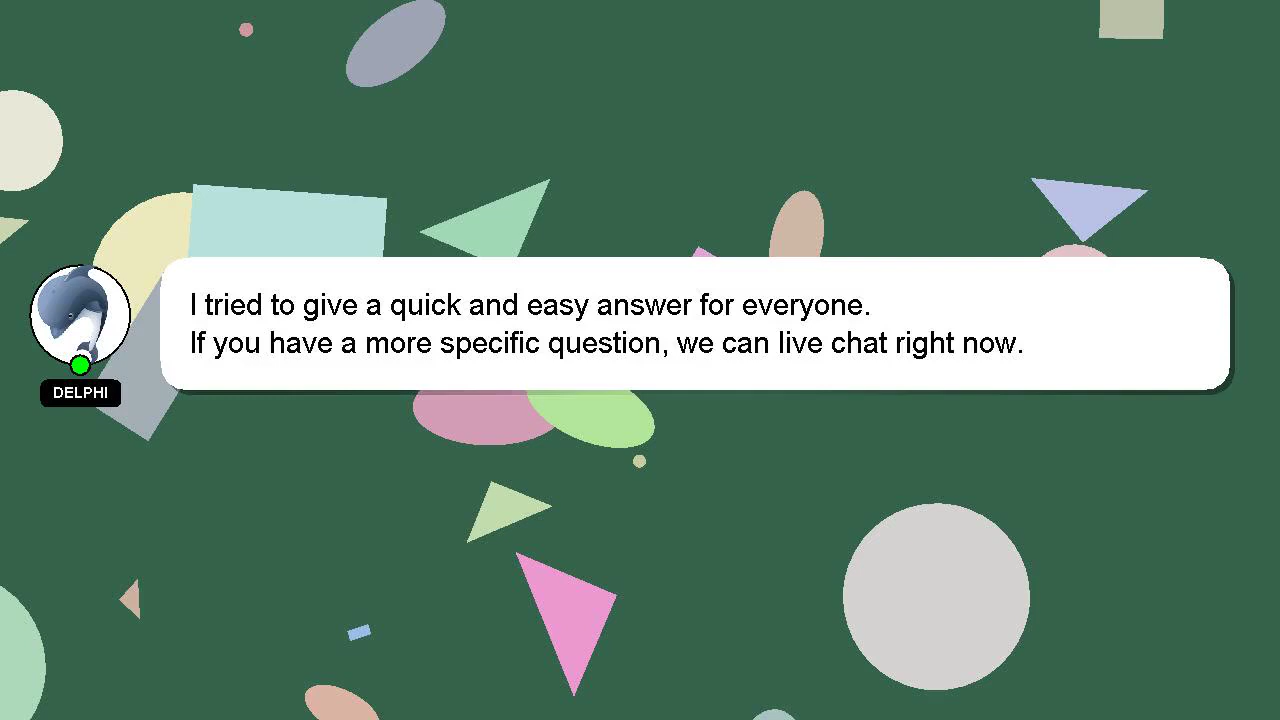 I tried to give a quick and easy answer for everyone.
If you have a more specific question, we can live chat right now.
DELPHI